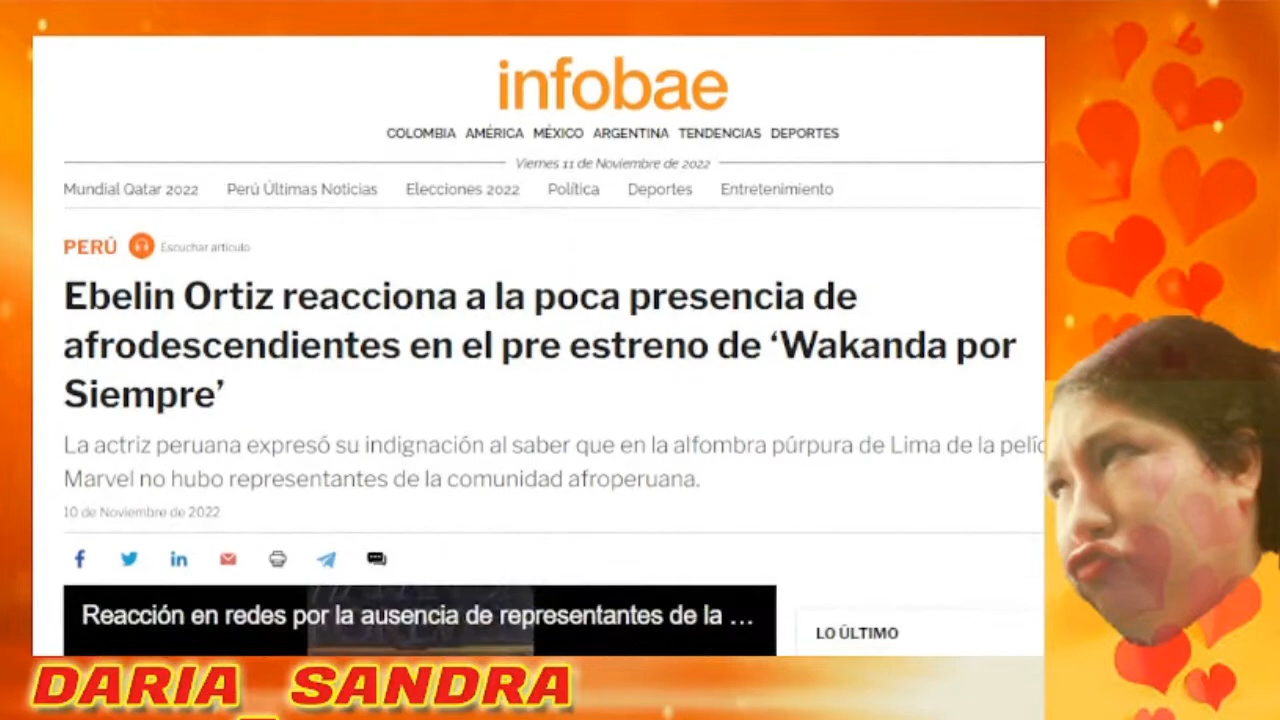 infobae
COLOMBIA AMÉRICA MÉXICO ARGENTINA TENDENCIAS DEPORTES
Viernes 11 de Noviembre de 2022
Mundial Qatar 2022 Perú Últimas Noticias Elecciones 2022 Política Deportes Entretenimiento
PERÚ Escuchar artículo
Ebelin Ortiz reacciona a la poca presencia de
afrodescendientes en el pre estreno de ‘Wakanda por
Siempre’
La actriz peruana expresó su indignación al saber que en la alfombra púrpura de Lima de la pelíc
Marvel no hubo representantes de la comunidad afroperuana.
10 de Noviembre de 2022
f in
Reacción en redes por la ausencia de representantes de la ...
LO ÚLTIMO
DARIA SANDRA